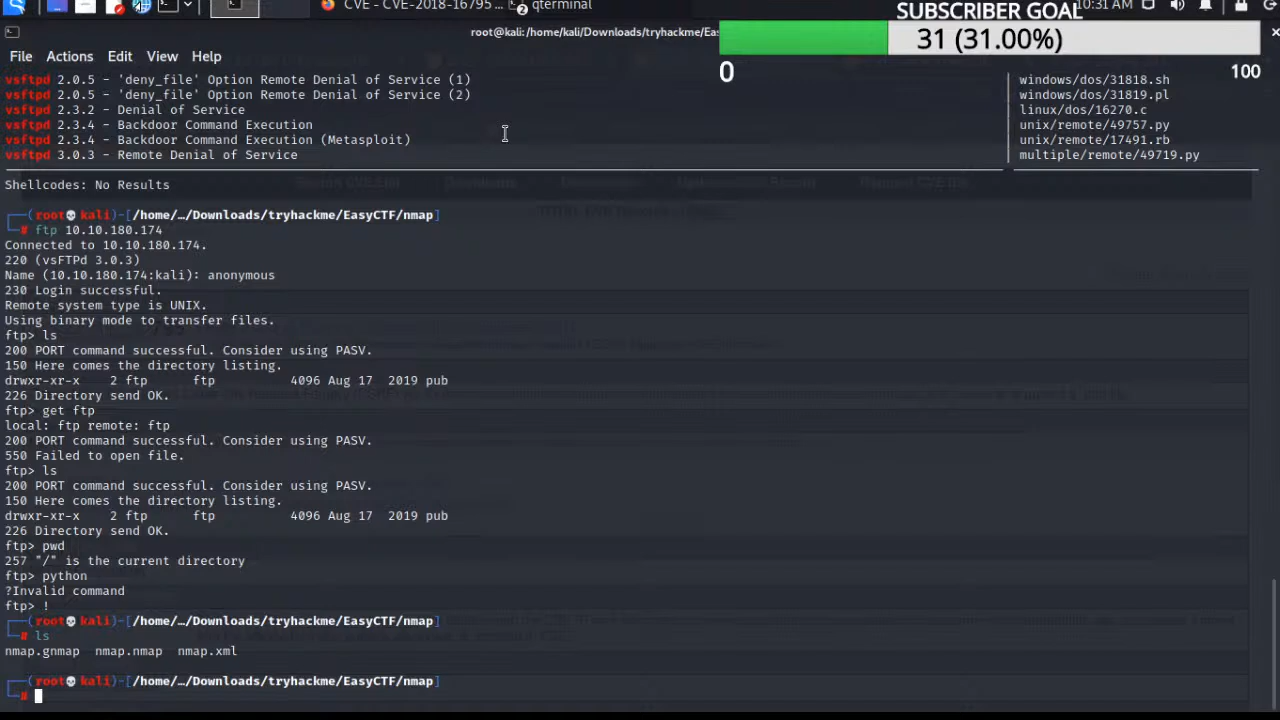 CVE - CVE-2018-16795 ...
qterminal
10:31 AM
SUBSCRIBER GOAL
31 (31.00%)
0
100
root@kali:/home/kali/Downloads/tryhackme/Eas
File Actions Edit View Help
vsftpd 2.0.5 - 'deny_file' Option Remote Denial of Service (1) | windows/dos/31818.sh
vsftpd 2.0.5 - 'deny_file' Option Remote Denial of Service (2) | windows/dos/31819.pl
vsftpd 2.3.2 - Denial of Service | linux/dos/16270.c
vsftpd 2.3.4 - Backdoor Command Execution | unix/remote/49757.py
vsftpd 2.3.4 - Backdoor Command Execution (Metasploit) | unix/remote/17491.rb
vsftpd 3.0.3 - Remote Denial of Service | multiple/remote/49719.py
Shellcodes: No Results
┌──(root💀kali)-[/home/…/Downloads/tryhackme/EasyCTF/nmap]
└─# ftp 10.10.180.174
Connected to 10.10.180.174.
220 (vsFTPd 3.0.3)
Name (10.10.180.174:kali): anonymous
230 Login successful.
Remote system type is UNIX.
Using binary mode to transfer files.
ftp> ls
200 PORT command successful. Consider using PASV.
150 Here comes the directory listing.
drwxr-xr-x 2 ftp ftp 4096 Aug 17 2019 pub
226 Directory send OK.
ftp> get ftp
local: ftp remote: ftp
200 PORT command successful. Consider using PASV.
550 Failed to open file.
ftp> ls
200 PORT command successful. Consider using PASV.
150 Here comes the directory listing.
drwxr-xr-x 2 ftp ftp 4096 Aug 17 2019 pub
226 Directory send OK.
ftp> pwd
257 "/" is the current directory
ftp> python
?Invalid command
ftp> !
┌──(root💀kali)-[/home/…/Downloads/tryhackme/EasyCTF/nmap]
└─# ls
nmap.gnmap nmap.nmap nmap.xml
┌──(root💀kali)-[/home/…/Downloads/tryhackme/EasyCTF/nmap]
└─#